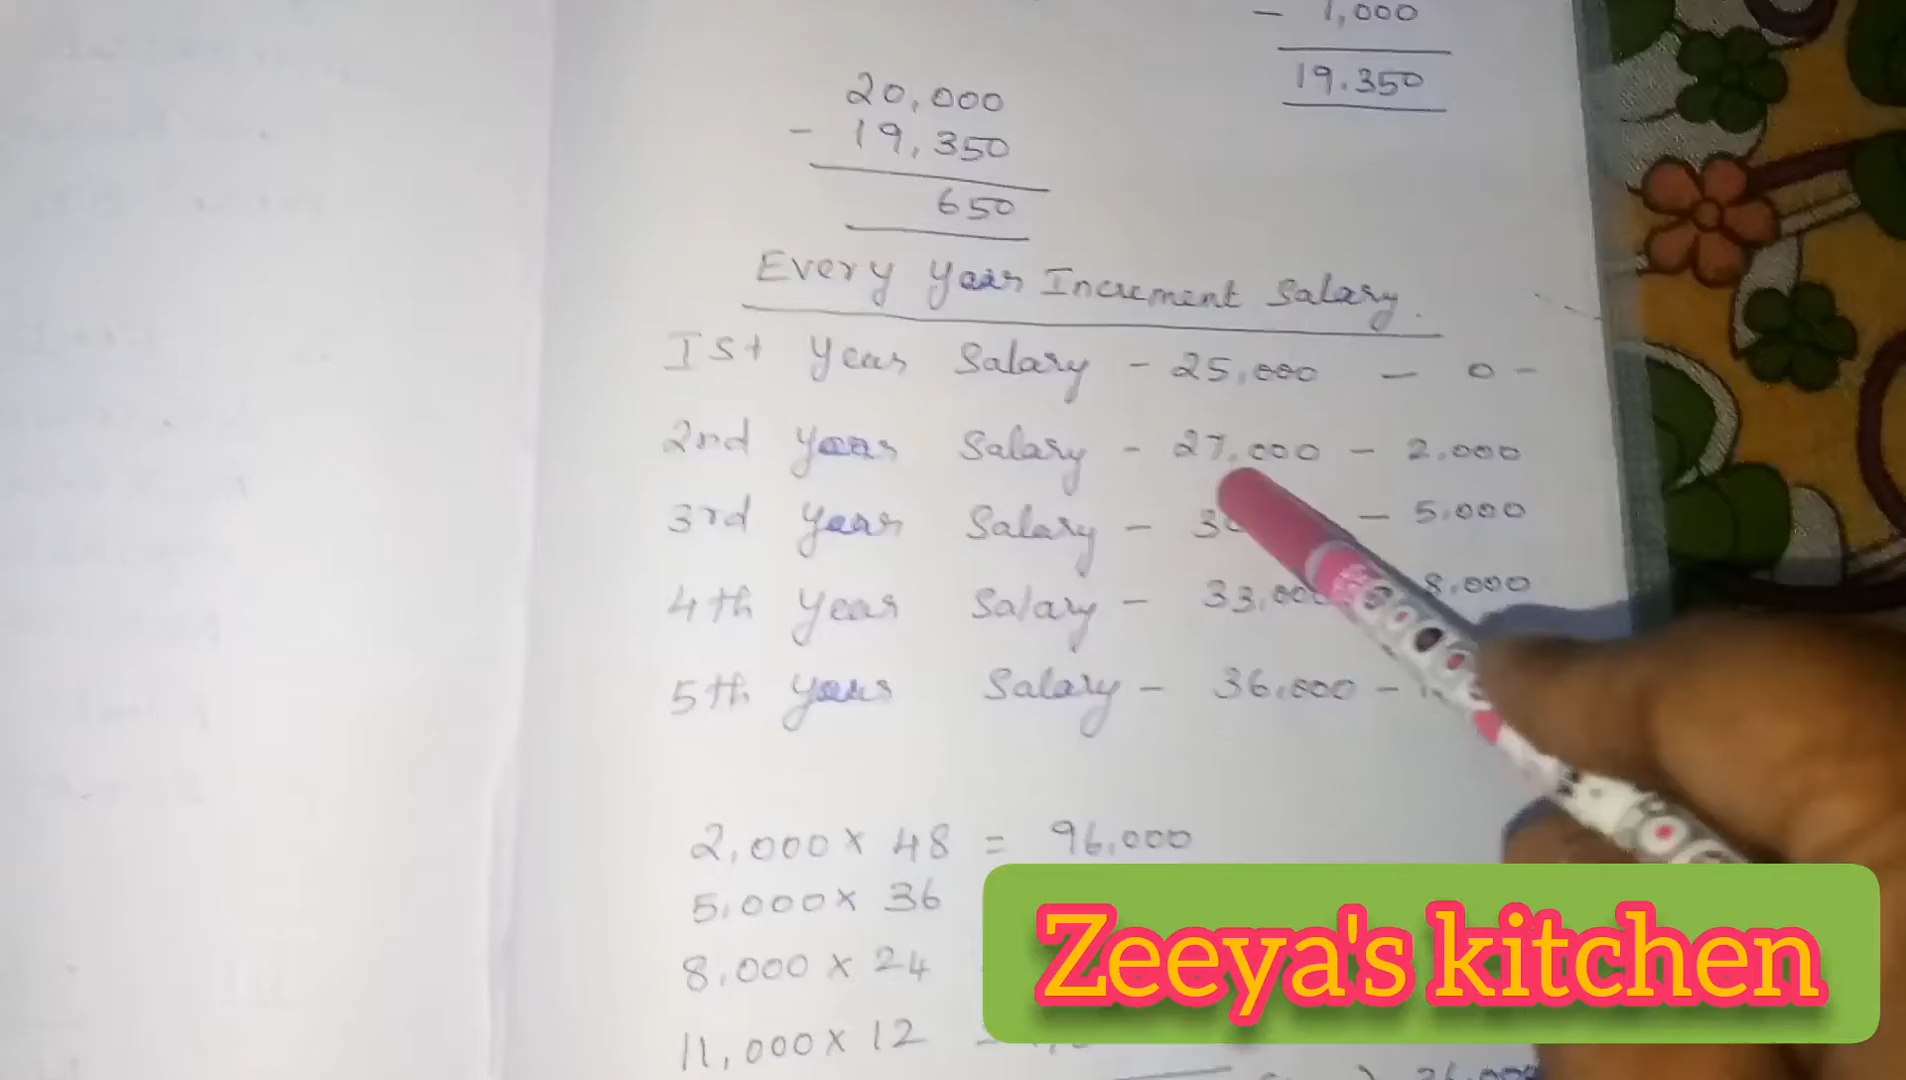 - 1,000
19.350
20,000
- 19,350
650
Every Year Increment Salary.
Ist Year Salary - 25,000 - 0 -
2nd Year Salary - 27,000 - 2,000
3rd Year Salary - - 5,000
4th Year Salary - 33,000 8,000
5th Year Salary - 36,000 -
2,000 x 48 = 96,000
5,000 x 36
8,000 x 24
11,000 x 12
Zeeya's kitchen